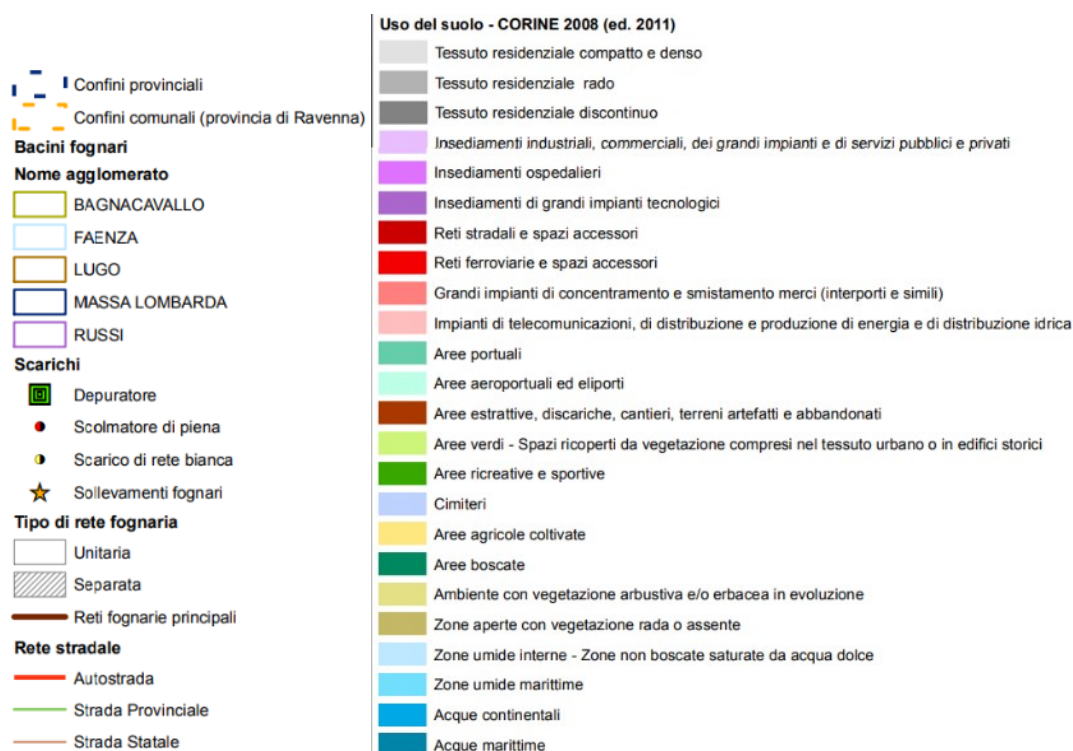 Confini provinciali
Confini comunali (provincia di Ravenna)
Bacini fognari
Nome agglomerato
BAGNACAVALLO
FAENZA
LUGO
MASSA LOMBARDA
RUSSI
Scarichi
Depuratore
Scolmatore di piena
Scarico di rete bianca
Sollevamenti fognari
Tipo di rete fognaria
Unitaria
Separata
Reti fognarie principali
Rete stradale
Autostrada
Strada Provinciale
Strada Statale
Uso del suolo - CORINE 2008 (ed. 2011)
Tessuto residenziale compatto e denso
Tessuto residenziale rado
Tessuto residenziale discontinuo
Insediamenti industriali, commerciali, dei grandi impianti e di servizi pubblici e privati
Insediamenti ospedalieri
Insediamenti di grandi impianti tecnologici
Reti stradali e spazi accessori
Reti ferroviarie e spazi accessori
Grandi impianti di concentramento e smistamento merci (interporti e simili)
Impianti di telecomunicazioni, di distribuzione e produzione di energia e di distribuzione idrica
Aree portuali
Aree aeroportuali ed eliporti
Aree estrattive, discariche, cantieri, terreni artefatti e abbandonati
Aree verdi - Spazi ricoperti da vegetazione compresi nel tessuto urbano o in edifici storici
Aree ricreative e sportive
Cimiteri
Aree agricole coltivate
Aree boscate
Ambiente con vegetazione arbustiva e/o erbacea in evoluzione
Zone aperte con vegetazione rada o assente
Zone umide interne - Zone non boscate saturate da acqua dolce
Zone umide marittime
Acque continentali
Acque marittime